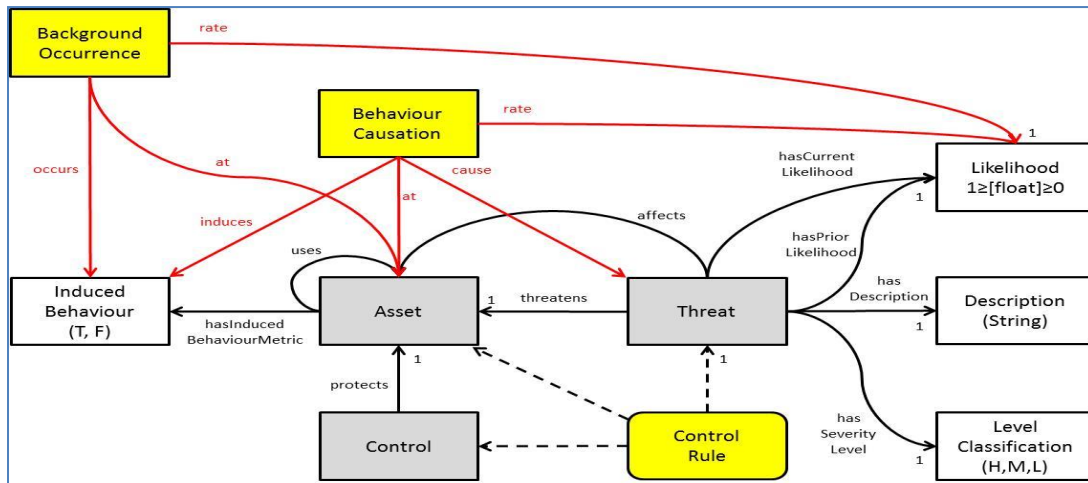 Background
Occurrence
rate
Behaviour
Causation
rate
1
hasCurrent
Likelihood
Likelihood
1≥[float]≥0
1
occurs
at
cause
at
affects
induces
uses
hasPrior
Likelihood
Induced
Behaviour
(T, F)
hasInduced
BehaviourMetric
Asset
1
threatens
Threat
has
Description
1
Description
(String)
1
1
protects
Control
Control
Rule
has
Severity
Level
1
Level
Classification
(H,M,L)